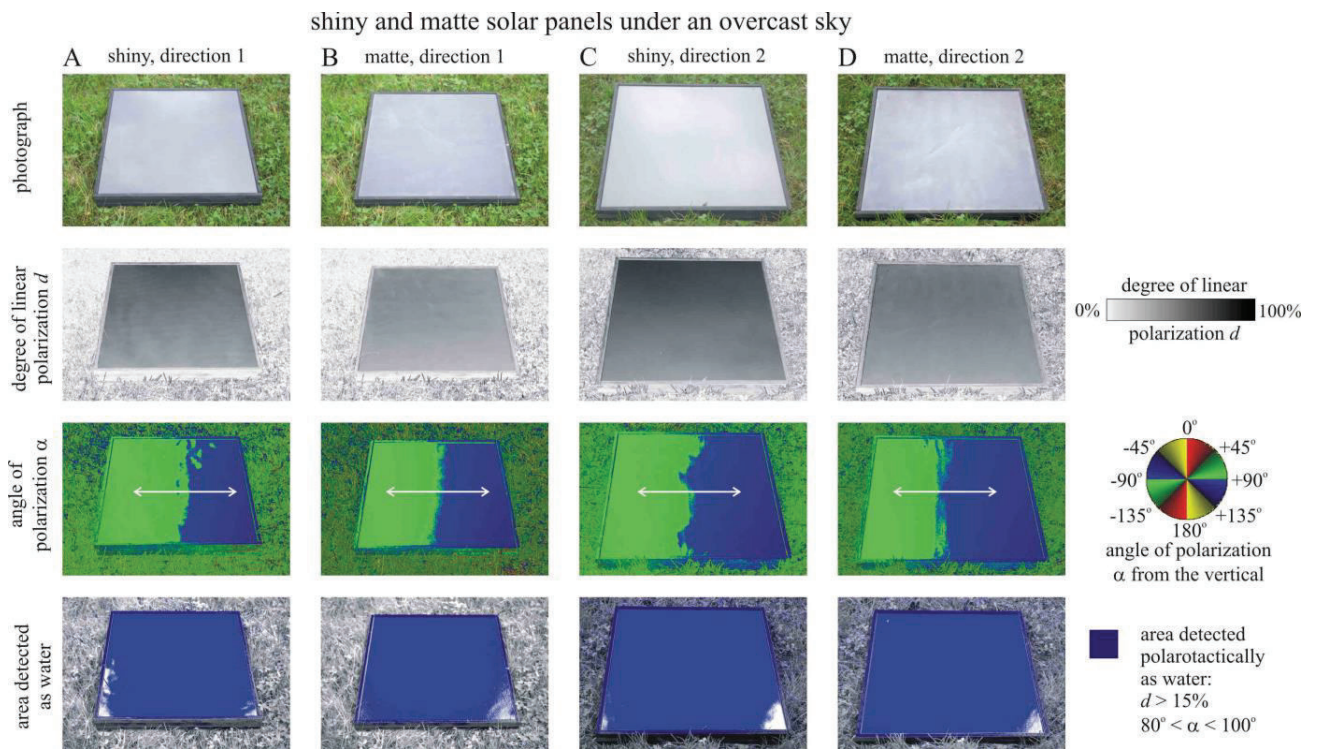 shiny and matte solar panels under an overcast sky
A shiny, direction 1
B matte, direction 1
C shiny, direction 2
D matte, direction 2
photograph
degree of linear
polarization d
0%
degree of linear
100%
polarization d
angle of
polarization α
0°
-45°
+45°
-90°
+90°
-135°
+135°
180°
angle of polarization
α from the vertical
area detected
as water
area detected
polarotactically
as water:
d > 15%
80° < α < 100°